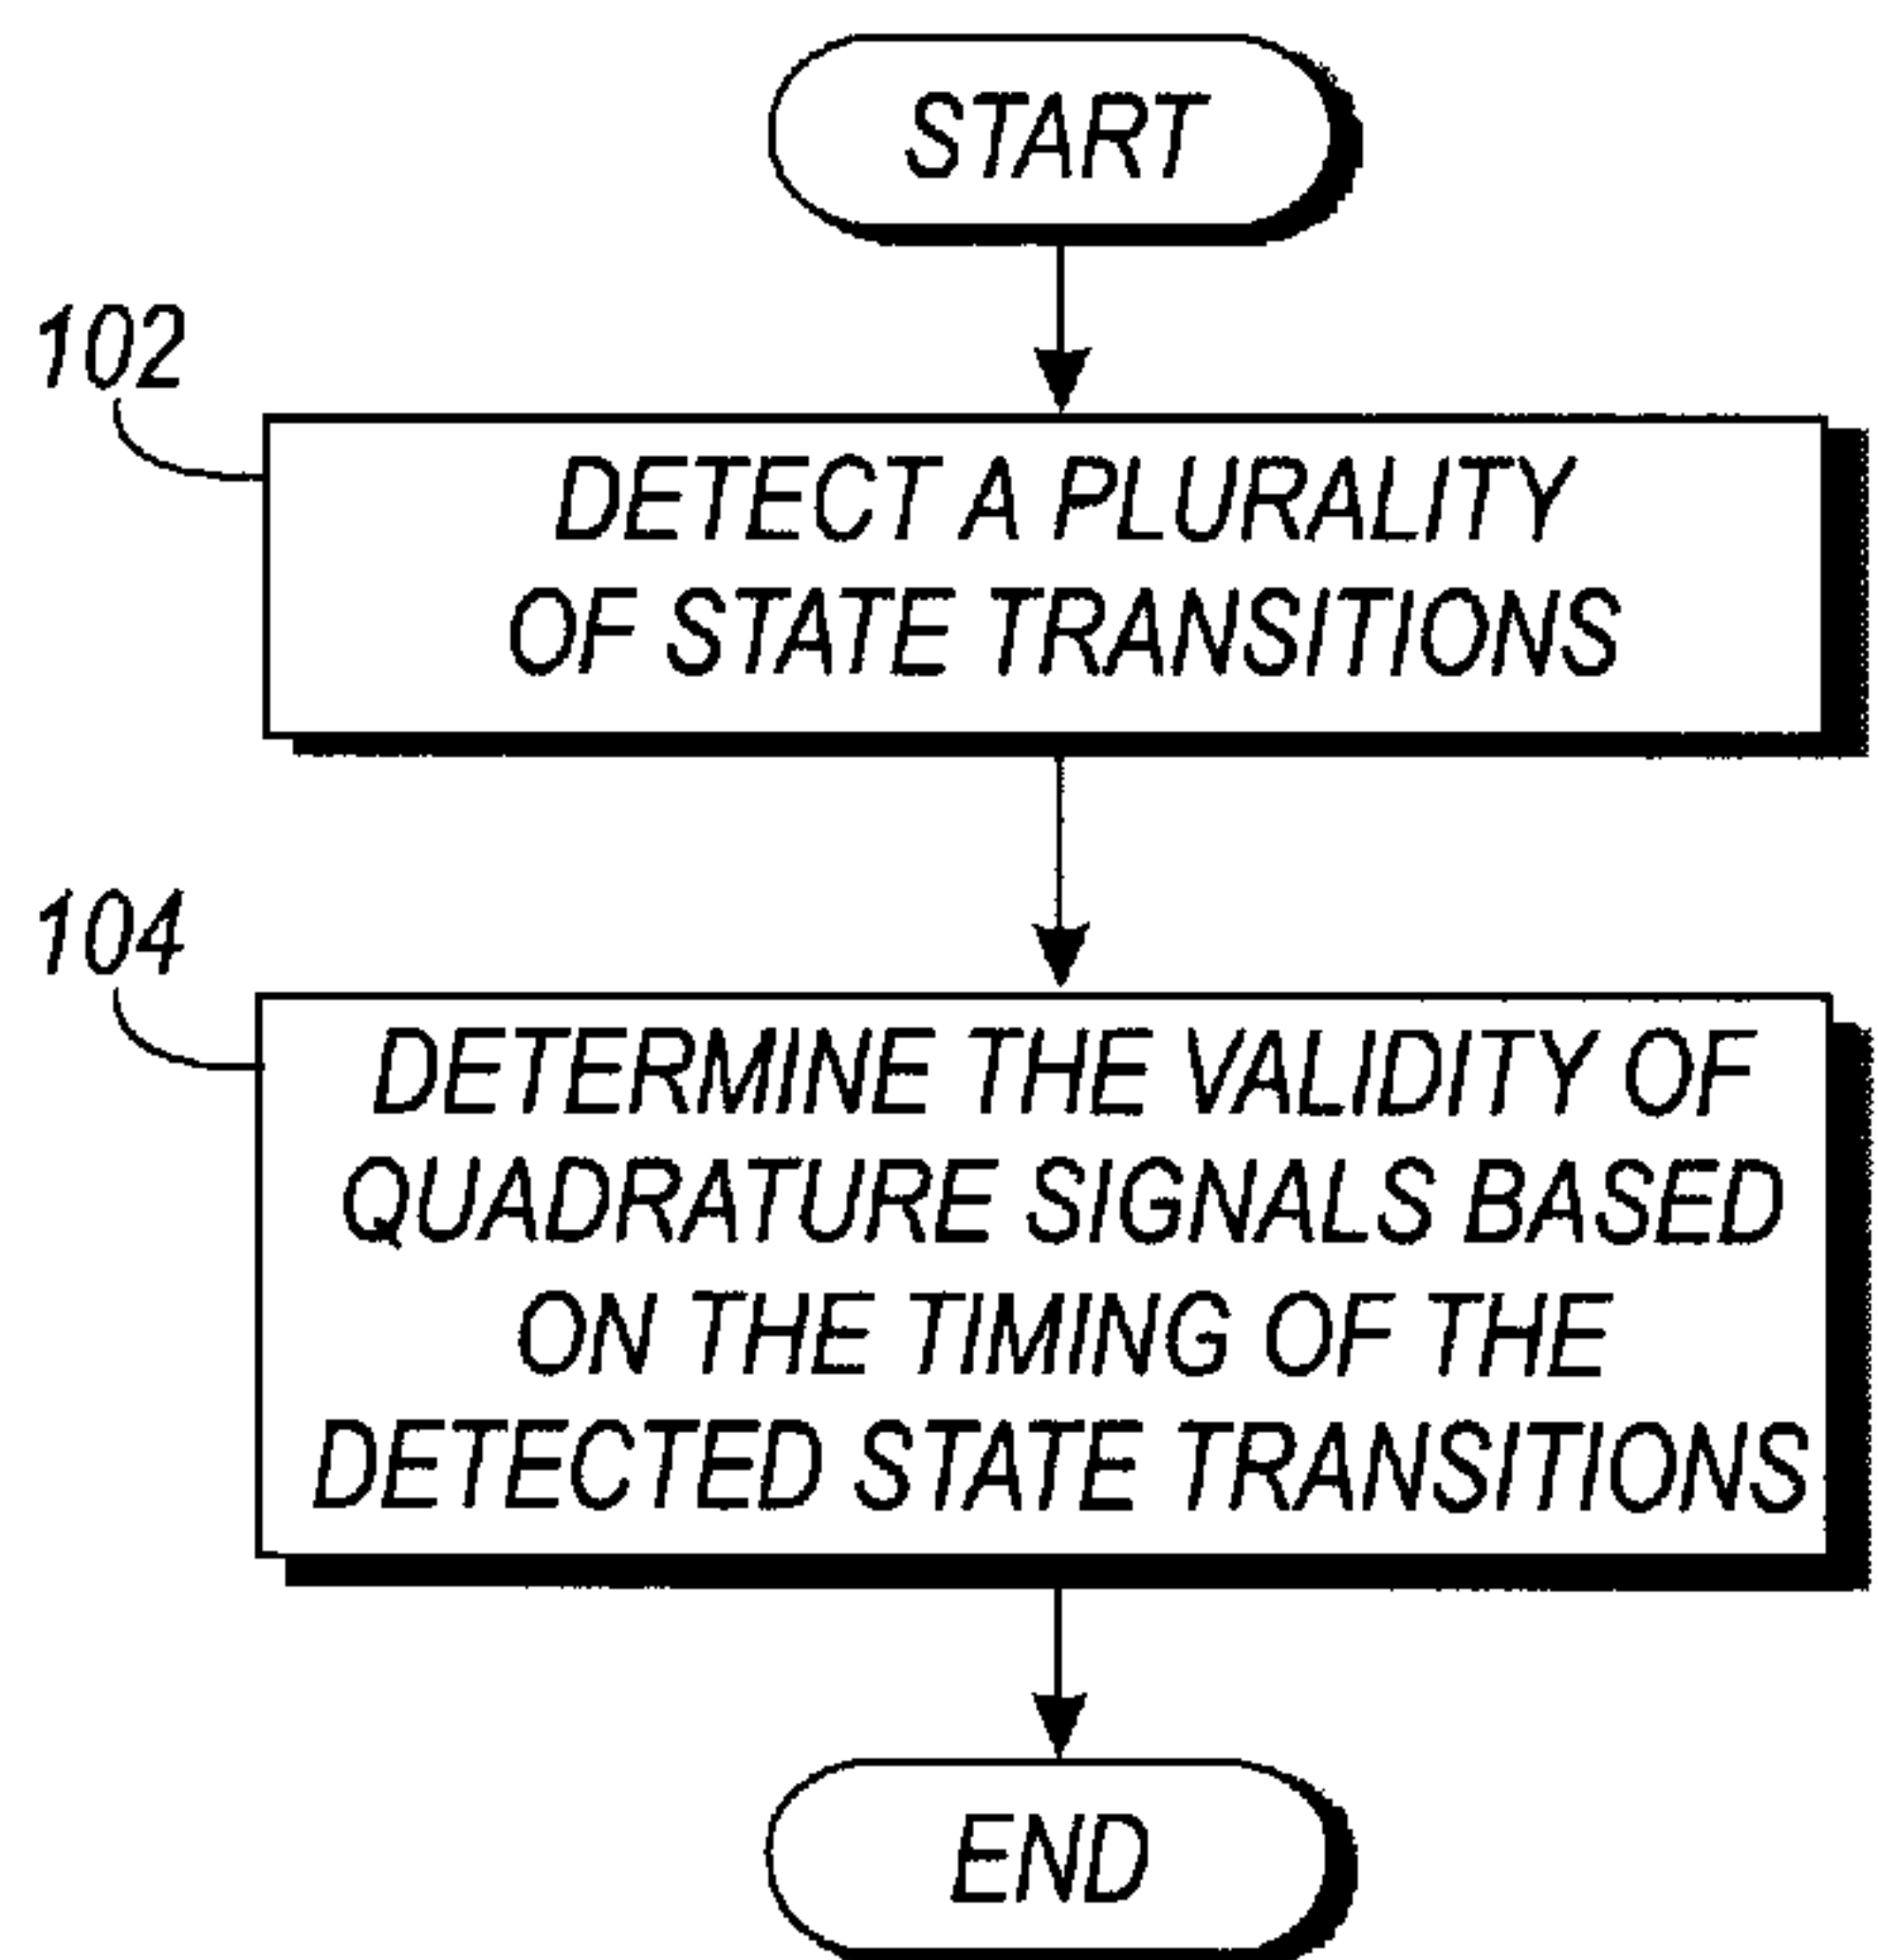 START
102
DETECT A PLURALITY
OF STATE TRANSITIONS
104
DETERMINE THE VALIDITY OF
QUADRATURE SIGNALS BASED
ON THE TIMING OF THE
DETECTED STATE TRANSITIONS
END